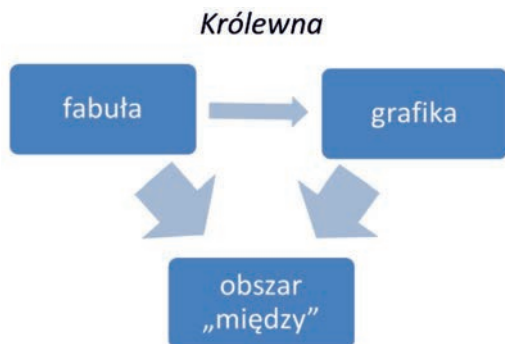 Królewna
fabuła
grafika
obszar
„między”